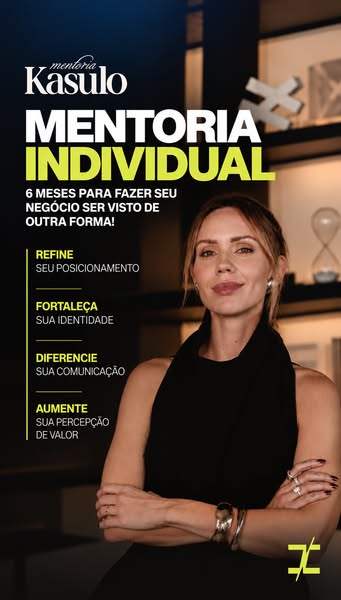 mentoria
Kasulo
MENTORIA
INDIVIDUAL
6 MESES PARA FAZER SEU
NEGÓCIO SER VISTO DE
OUTRA FORMA!
REFINE
SEU POSICIONAMENTO
FORTALEÇA
SUA IDENTIDADE
DIFERENCIE
SUA COMUNICAÇÃO
AUMENTE
SUA PERCEPÇÃO
DE VALOR